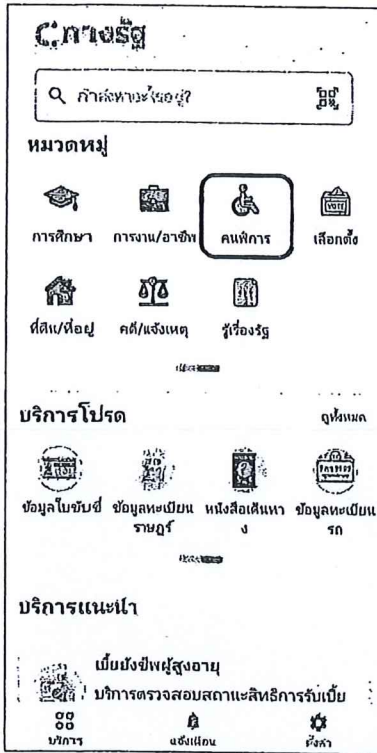 ทางรัฐ
กำลังหาอะไรอยู่?
หมวดหมู่
การศึกษา การงาน/อาชีพ คนพิการ เลือกตั้ง
ที่ดิน/ที่อยู่ คดี/แจ้งเหตุ รู้เรื่องรัฐ
บริการโปรด ดูทั้งหมด
ข้อมูลใบขับขี่ ข้อมูลทะเบียน หนังสือเดินทา ข้อมูลทะเบียน
ราษฎร์ ง รถ
บริการแนะนำ
เบี้ยยังชีพผู้สูงอายุ
บริการตรวจสอบสถานะสิทธิการรับเบี้ย
บริการ แจ้งเตือน ตั้งค่า